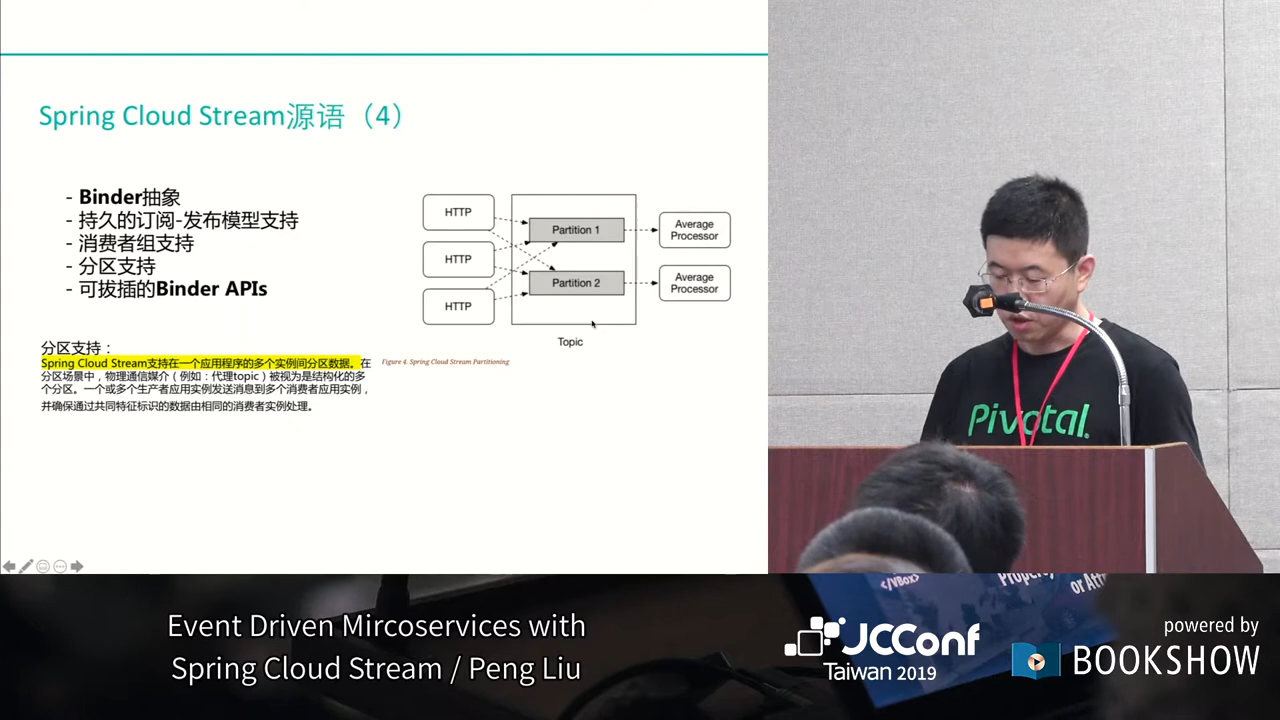 Spring Cloud Stream源语（4）
- Binder抽象
- 持久的订阅-发布模型支持
- 消费者组支持
- 分区支持
- 可拔插的Binder APIs
HTTP
HTTP
HTTP
Partition 1
Partition 2
Average
Processor
Average
Processor
Topic
Figure 4. Spring Cloud Stream Partitioning
分区支持：
Spring Cloud Stream支持在一个应用程序的多个实例间分区数据。在
分区场景中，物理通信媒介（例如：代理topic）被视为是结构化的多
个分区。一个或多个生产者应用实例发送消息到多个消费者应用实例，
并确保通过共同特征标识的数据由相同的消费者实例处理。
Pivotal.
</VBox>
Event Driven Mircoservices with
Spring Cloud Stream / Peng Liu
JCConf
Taiwan 2019
powered by
BOOKSHOW